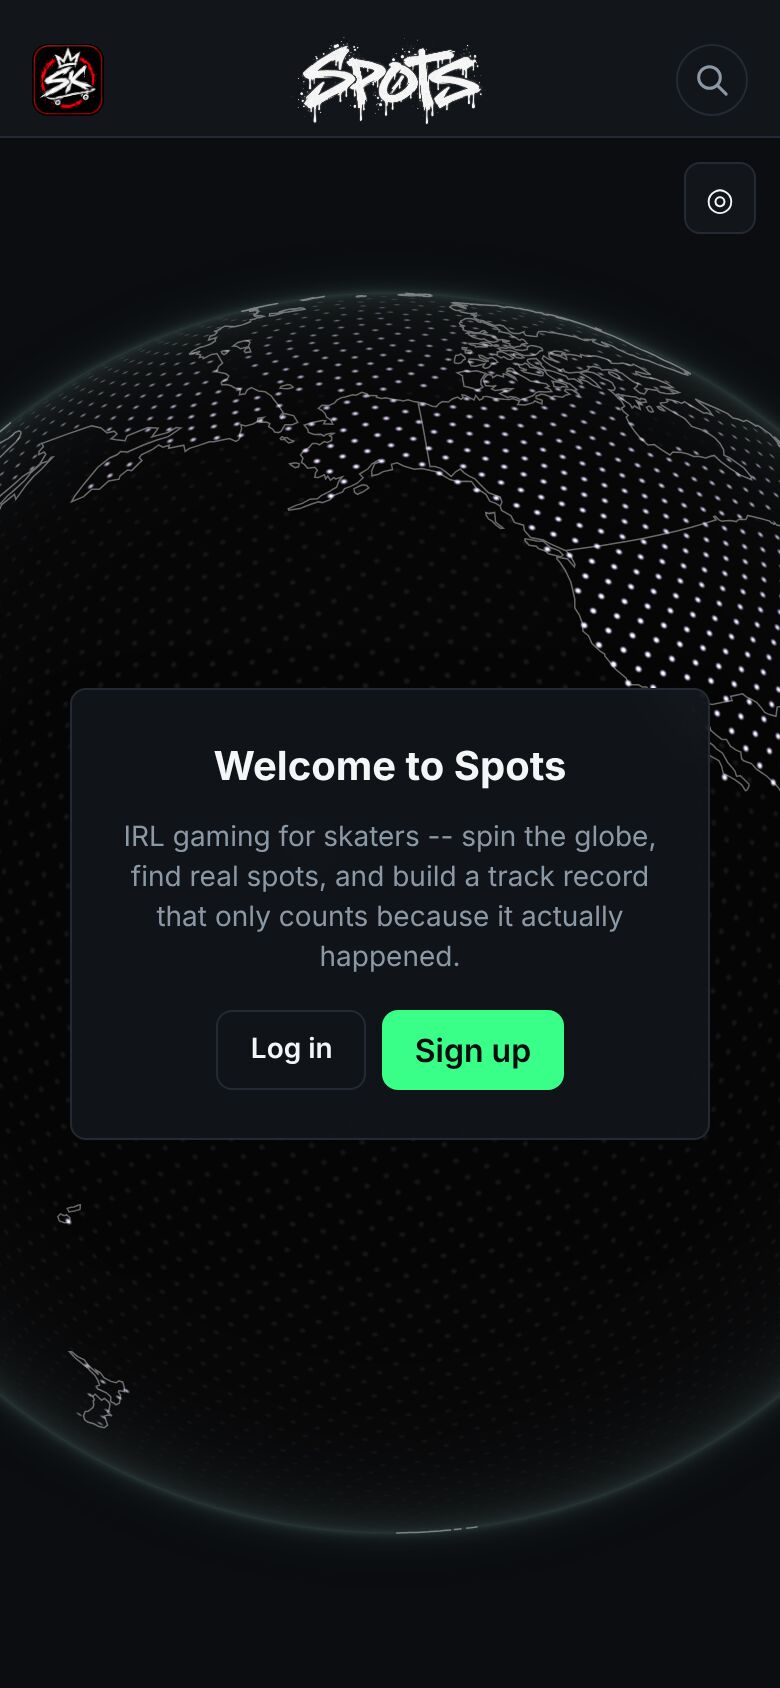 SK
SPOTS
Welcome to Spots
IRL gaming for skaters -- spin the globe,
find real spots, and build a track record
that only counts because it actually
happened.
Log in
Sign up